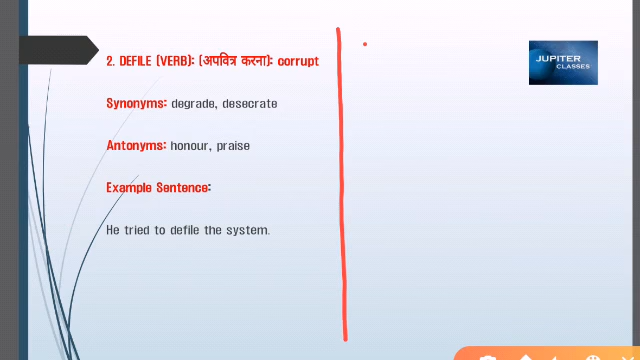 2. DEFILE (VERB): (अपवित्र करना): corrupt
Synonyms: degrade, desecrate
Antonyms: honour, praise
Example Sentence:
He tried to defile the system.
JUPITER
CLASSES